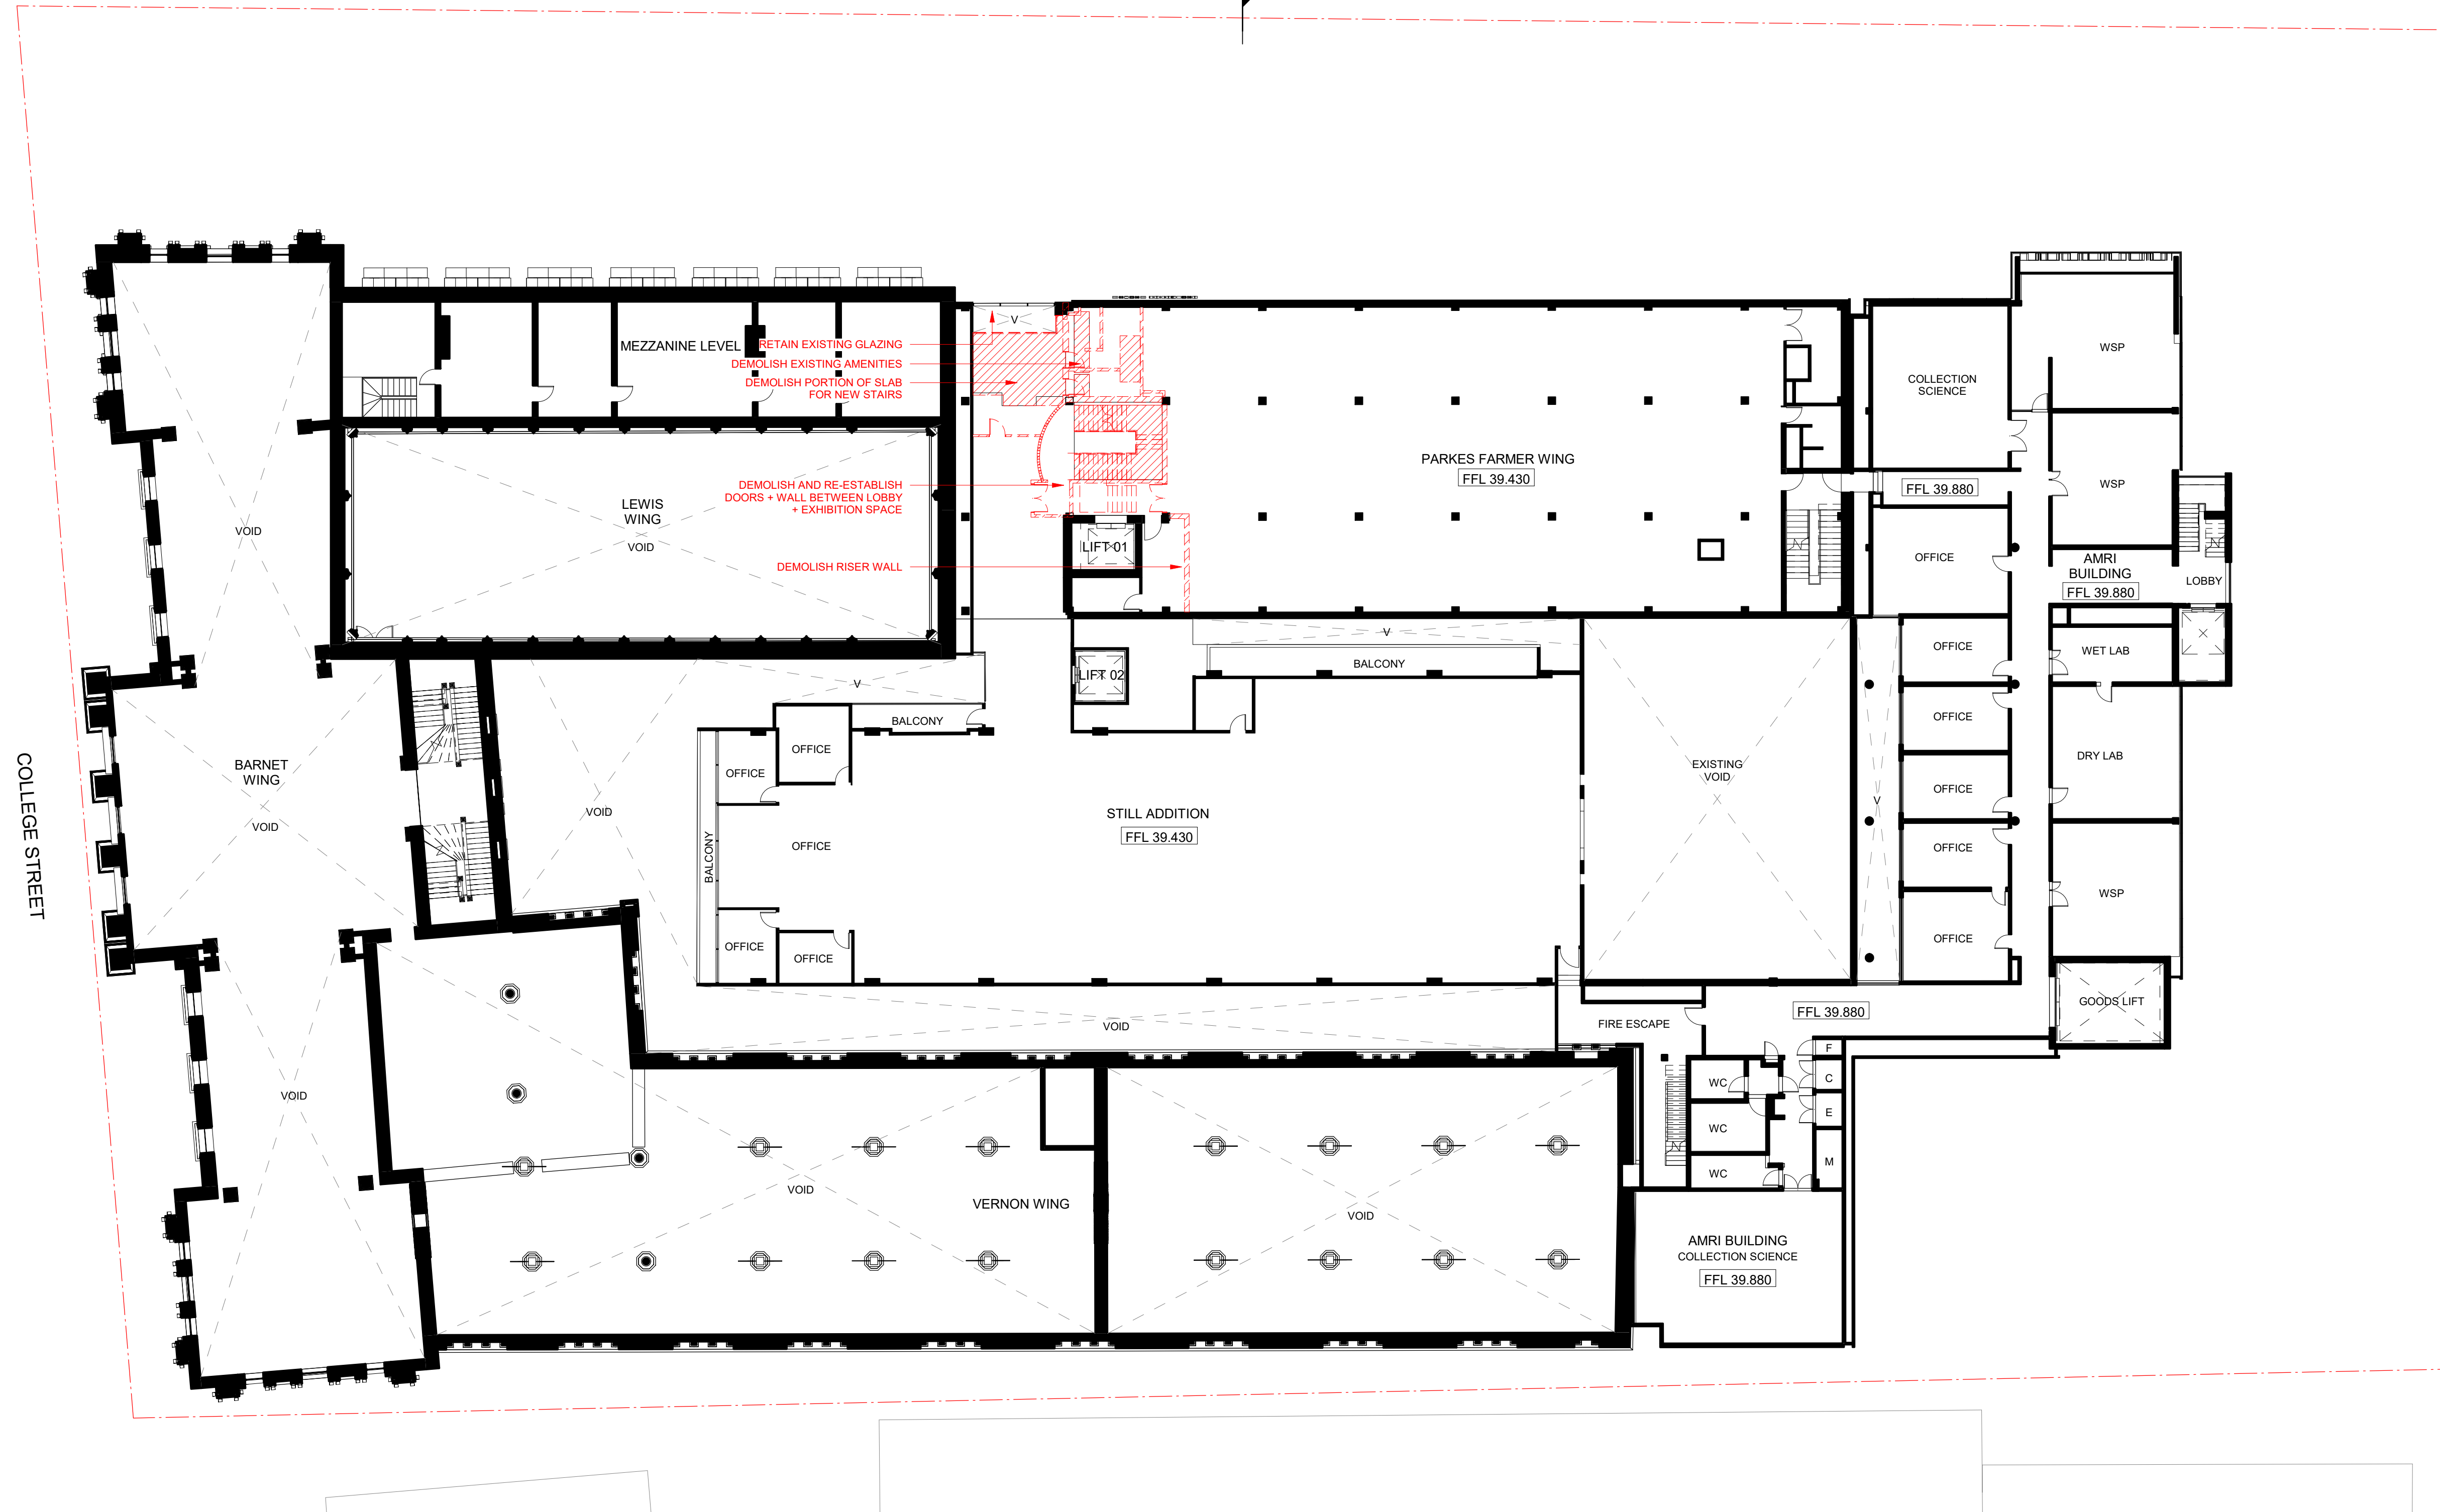 MEZZANINE LEVEL
V
RETAIN EXISTING GLAZING
DEMOLISH EXISTING AMENITIES
DEMOLISH PORTION OF SLAB
FOR NEW STAIRS
DEMOLISH AND RE-ESTABLISH
DOORS + WALL BETWEEN LOBBY
+ EXHIBITION SPACE
DEMOLISH RISER WALL
LEWIS
WING
VOID
VOID
PARKES FARMER WING
FFL 39.430
LIFT 01
COLLECTION
SCIENCE
WSP
WSP
FFL 39.880
OFFICE
AMRI
BUILDING
FFL 39.880
LOBBY
V
BALCONY
LIFT 02
OFFICE
WET LAB
V
BALCONY
OFFICE
OFFICE
OFFICE
BARNET
WING
VOID
VOID
BALCONY
OFFICE
STILL ADDITION
FFL 39.430
EXISTING
VOID
V
OFFICE
OFFICE
DRY LAB
WSP
COLLEGE STREET
OFFICE
OFFICE
OFFICE
GOODS LIFT
VOID
FIRE ESCAPE
FFL 39.880
VOID
F
WC
C
WC
E
WC
M
VOID
VERNON WING
VOID
AMRI BUILDING
COLLECTION SCIENCE
FFL 39.880